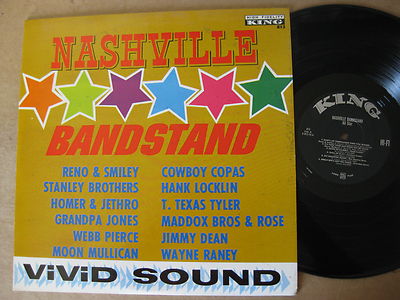 HIGH FIDELITY
KING
NASHVILLE
BANDSTAND
RENO & SMILEY
STANLEY BROTHERS
HOMER & JETHRO
GRANDPA JONES
WEBB PIERCE
MOON MULLICAN
COWBOY COPAS
HANK LOCKLIN
T. TEXAS TYLER
MADDOX BROS & ROSE
JIMMY DEAN
WAYNE RANEY
ViViD SOUND
KING
NASHVILLE BANDSTAND